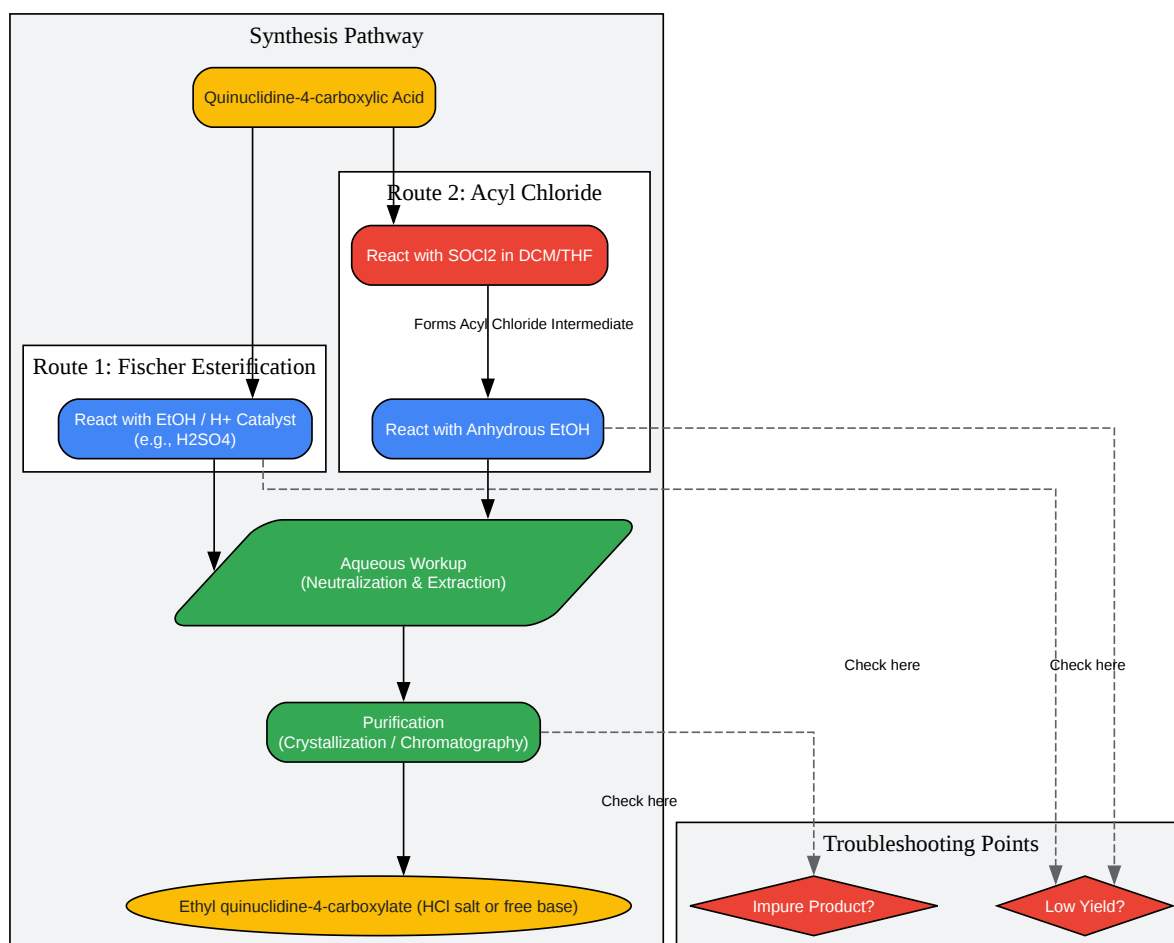 Synthesis Pathway
Quinuclidine-4-carboxylic Acid
Route 2: Acyl Chloride
React with SOCl2 in DCM/THF
Forms Acyl Chloride Intermediate
Route 1: Fischer Esterification
React with EtOH / H+ Catalyst
(e.g., H2SO4)
React with Anhydrous EtOH
Aqueous Workup
(Neutralization & Extraction)
Check here
Check here
Purification
(Crystallization / Chromatography)
Check here
Troubleshooting Points
Ethyl quinuclidine-4-carboxylate (HCl salt or free base)
Impure Product?
Low Yield?